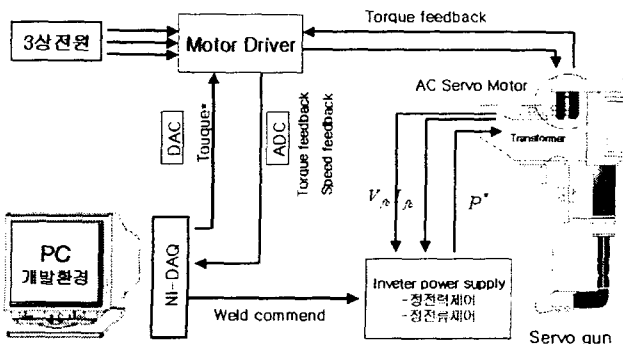 Torque feedback
3상전원
Motor Driver
AC Servo Motor
DAC
Touque*
ADC
Torque feedback
Speed feedback
Transformer
V_fb I_fb
P*
PC
개발환경
NI-DAQ
Inveter power supply
-정전력제어
-정전류제어
Weld commend
Servo gun